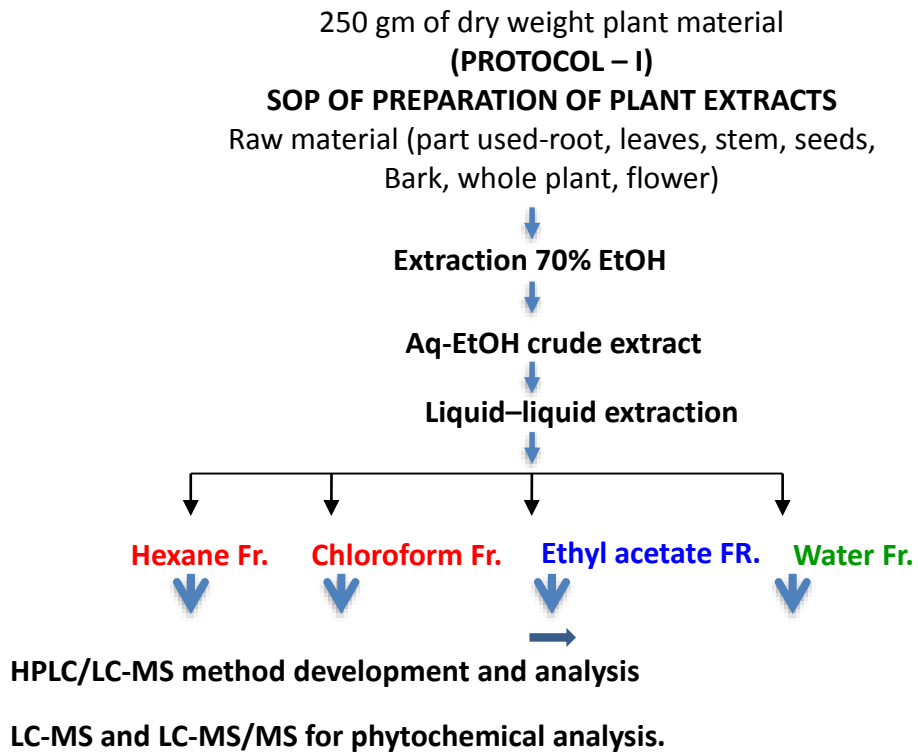 250 gm of dry weight plant material
(PROTOCOL – I)
SOP OF PREPARATION OF PLANT EXTRACTS
Raw material (part used-root, leaves, stem, seeds,
Bark, whole plant, flower)
Extraction 70% EtOH
Aq-EtOH crude extract
Liquid–liquid extraction
Hexane Fr. Chloroform Fr. Ethyl acetate FR. Water Fr.
HPLC/LC-MS method development and analysis
LC-MS and LC-MS/MS for phytochemical analysis.